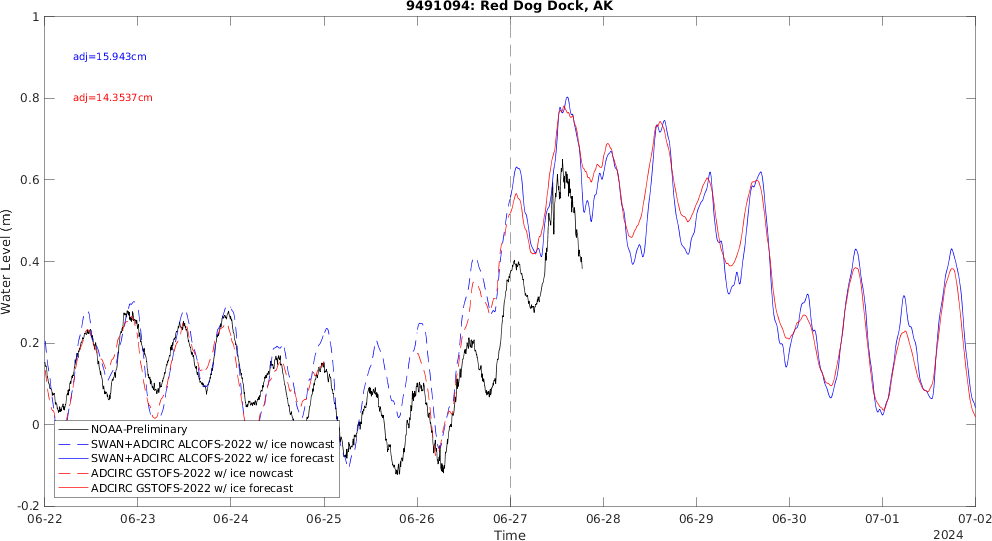 9491094: Red Dog Dock, AK
adj=15.943cm
adj=14.3537cm
Water Level (m)
1
0.8
0.6
0.4
0.2
0
-0.2
NOAA-Preliminary
SWAN+ADCIRC ALCOFS-2022 w/ ice nowcast
SWAN+ADCIRC ALCOFS-2022 w/ ice forecast
ADCIRC GSTOFS-2022 w/ ice nowcast
ADCIRC GSTOFS-2022 w/ ice forecast
06-22 06-23 06-24 06-25 06-26 06-27 06-28 06-29 06-30 07-01 07-02
Time
2024